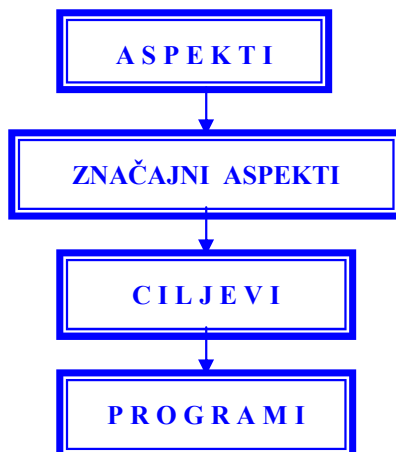 A S P E K T I
ZNAČAJNI ASPEKTI
C I L J E V I
P R O G R A M I